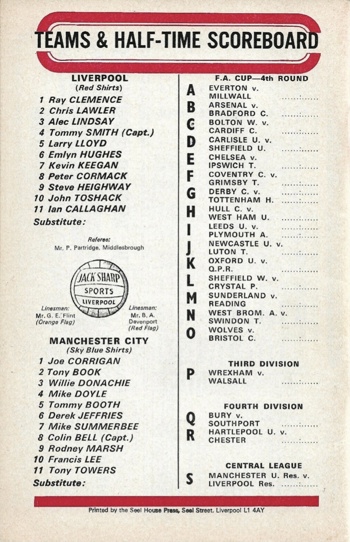 TEAMS & HALF-TIME SCOREBOARD
LIVERPOOL
(Red Shirts)
1 Ray CLEMENCE
2 Chris LAWLER
3 Alec LINDSAY
4 Tommy SMITH (Capt.)
5 Larry LLOYD
6 Emlyn HUGHES
7 Kevin KEEGAN
8 Peter CORMACK
9 Steve HEIGHWAY
10 John TOSHACK
11 Ian CALLAGHAN
Substitute:
Referee:
Mr. P. Partridge, Middlesbrough
JACK SHARP
SPORTS
LIVERPOOL
Linesman:
Mr. G. E. Flint
(Orange Flag)
Linesman:
Mr. B. A.
Devonport
(Red Flag)
MANCHESTER CITY
(Sky Blue Shirts)
1 Joe CORRIGAN
2 Tony BOOK
3 Willie DONACHIE
4 Mike DOYLE
5 Tommy BOOTH
6 Derek JEFFRIES
7 Mike SUMMERBEE
8 Colin BELL (Capt.)
9 Rodney MARSH
10 Francis LEE
11 Tony TOWERS
Substitute:
F.A. CUP—4th ROUND
A EVERTON v.
MILLWALL
B ARSENAL v.
BRADFORD C.
C BOLTON W. v.
CARDIFF C.
D CARLISLE U. v.
SHEFFIELD U.
E CHELSEA v.
IPSWICH T.
F COVENTRY C. v.
GRIMSBY T.
G DERBY C. v.
TOTTENHAM H.
H HULL C. v.
WEST HAM U.
I LEEDS U. v.
PLYMOUTH A.
J NEWCASTLE U. v.
LUTON T.
K OXFORD U. v.
Q.P.R.
L SHEFFIELD W. v.
CRYSTAL P.
M SUNDERLAND v.
READING
N WEST BROM. A. v.
SWINDON T.
O WOLVES v.
BRISTOL C.
THIRD DIVISION
P WREXHAM v.
WALSALL
FOURTH DIVISION
Q BURY v.
SOUTHPORT
R HARTLEPOOL U. v.
CHESTER
CENTRAL LEAGUE
S MANCHESTER U. Res. v.
LIVERPOOL Res.
Printed by the Seel House Press, Seel Street, Liverpool L1 4AY